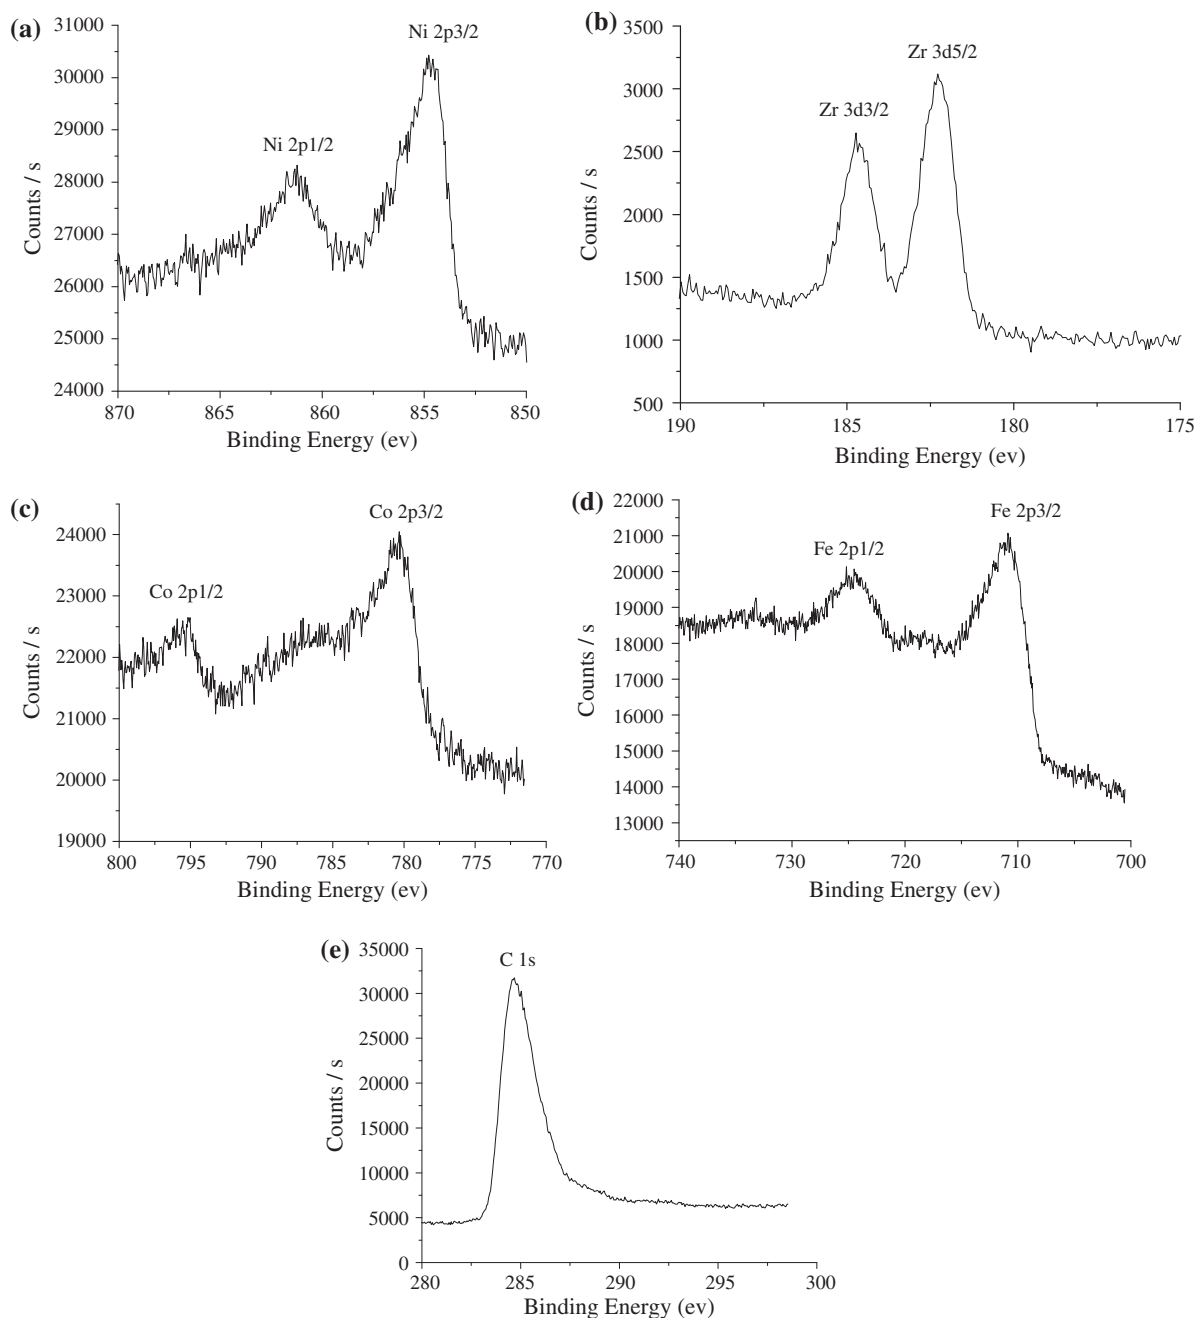 (a)
31000
30000
29000
28000
27000
26000
25000
24000
Counts / s
Ni 2p3/2
Ni 2p1/2
870
865
860
855
850
Binding Energy (ev)
(b)
3500
3000
2500
2000
1500
1000
500
Counts / s
Zr 3d5/2
Zr 3d3/2
190
185
180
175
Binding Energy (ev)
(c)
24000
23000
22000
21000
20000
19000
Counts / s
Co 2p3/2
Co 2p1/2
800
795
790
785
780
775
770
Binding Energy (ev)
(d)
22000
21000
20000
19000
18000
17000
16000
15000
14000
13000
Counts / s
Fe 2p3/2
Fe 2p1/2
740
730
720
710
700
Binding Energy (ev)
(e)
35000
30000
25000
20000
15000
10000
5000
0
Counts / s
C 1s
280
285
290
295
300
Binding Energy (ev)